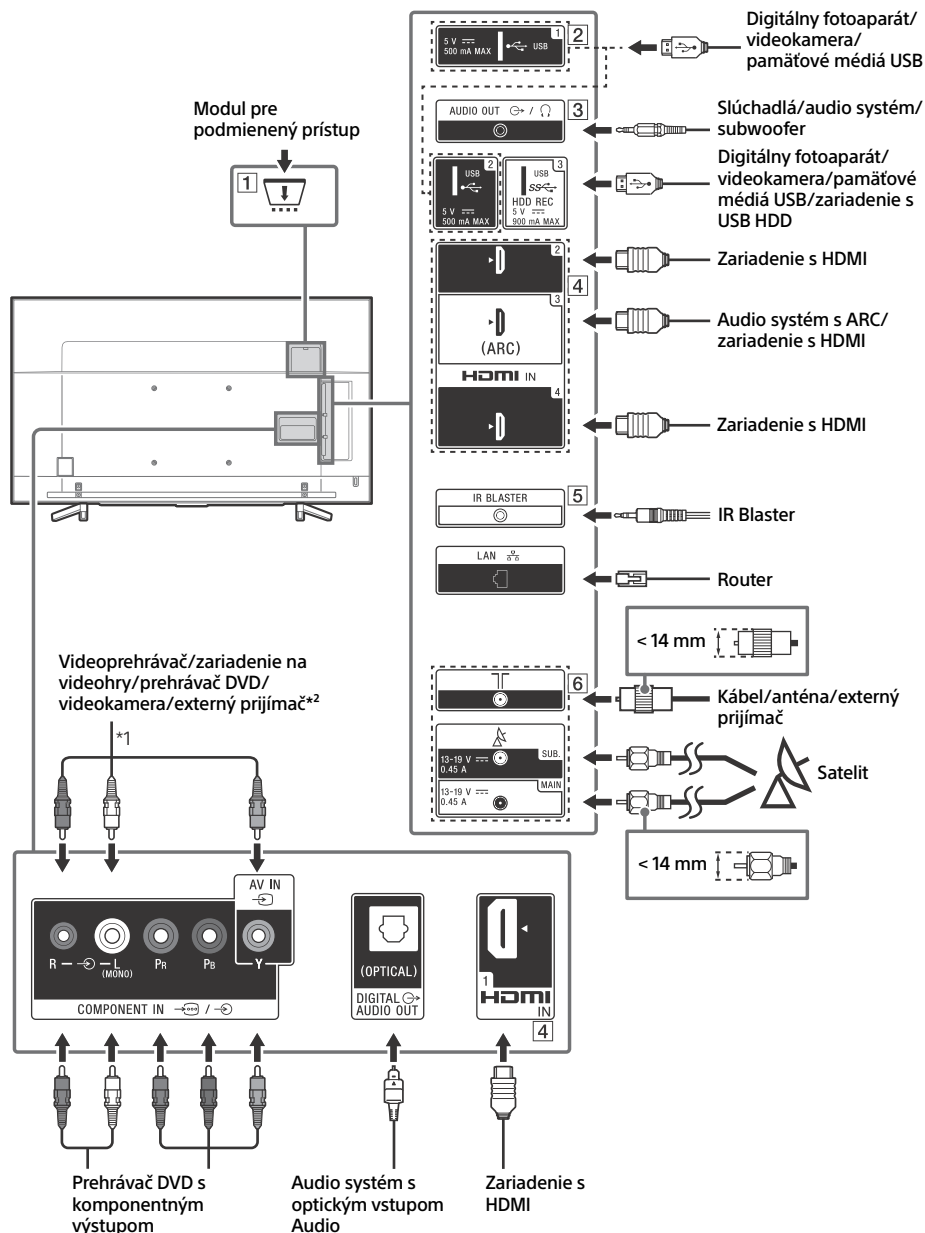 Digitálny fotoaparát/
videokamera/
pamäťové médiá USB
5 V
500 mA MAX
USB
1
2
Modul pre
podmienený prístup
1
AUDIO OUT /
3
Slúchadlá/audio systém/
subwoofer
2
USB
5 V
500 mA MAX
3
USB
SS
HDD REC
5 V
900 mA MAX
Digitálny fotoaparát/
videokamera/pamäťové
médiá USB/zariadenie s
USB HDD
2
Zariadenie s HDMI
4
3
(ARC)
Audio systém s ARC/
zariadenie s HDMI
HDMI IN
4
Zariadenie s HDMI
IR BLASTER
5
IR Blaster
LAN
Router
< 14 mm
6
Kábel/anténa/externý
prijímač
13-19 V
0.45 A
SUB.
13-19 V
0.45 A
MAIN
Satelit
< 14 mm
Videoprehrávač/zariadenie na
videohry/prehrávač DVD/
videokamera/externý prijímač*2
*1
AV IN
R — — L
(MONO)
PR
PB
Y
COMPONENT IN /
(OPTICAL)
DIGITAL
AUDIO OUT
1
HDMI
IN
4
Prehrávač DVD s
komponentným
výstupom
Audio systém s
optickým vstupom
Audio
Zariadenie s
HDMI